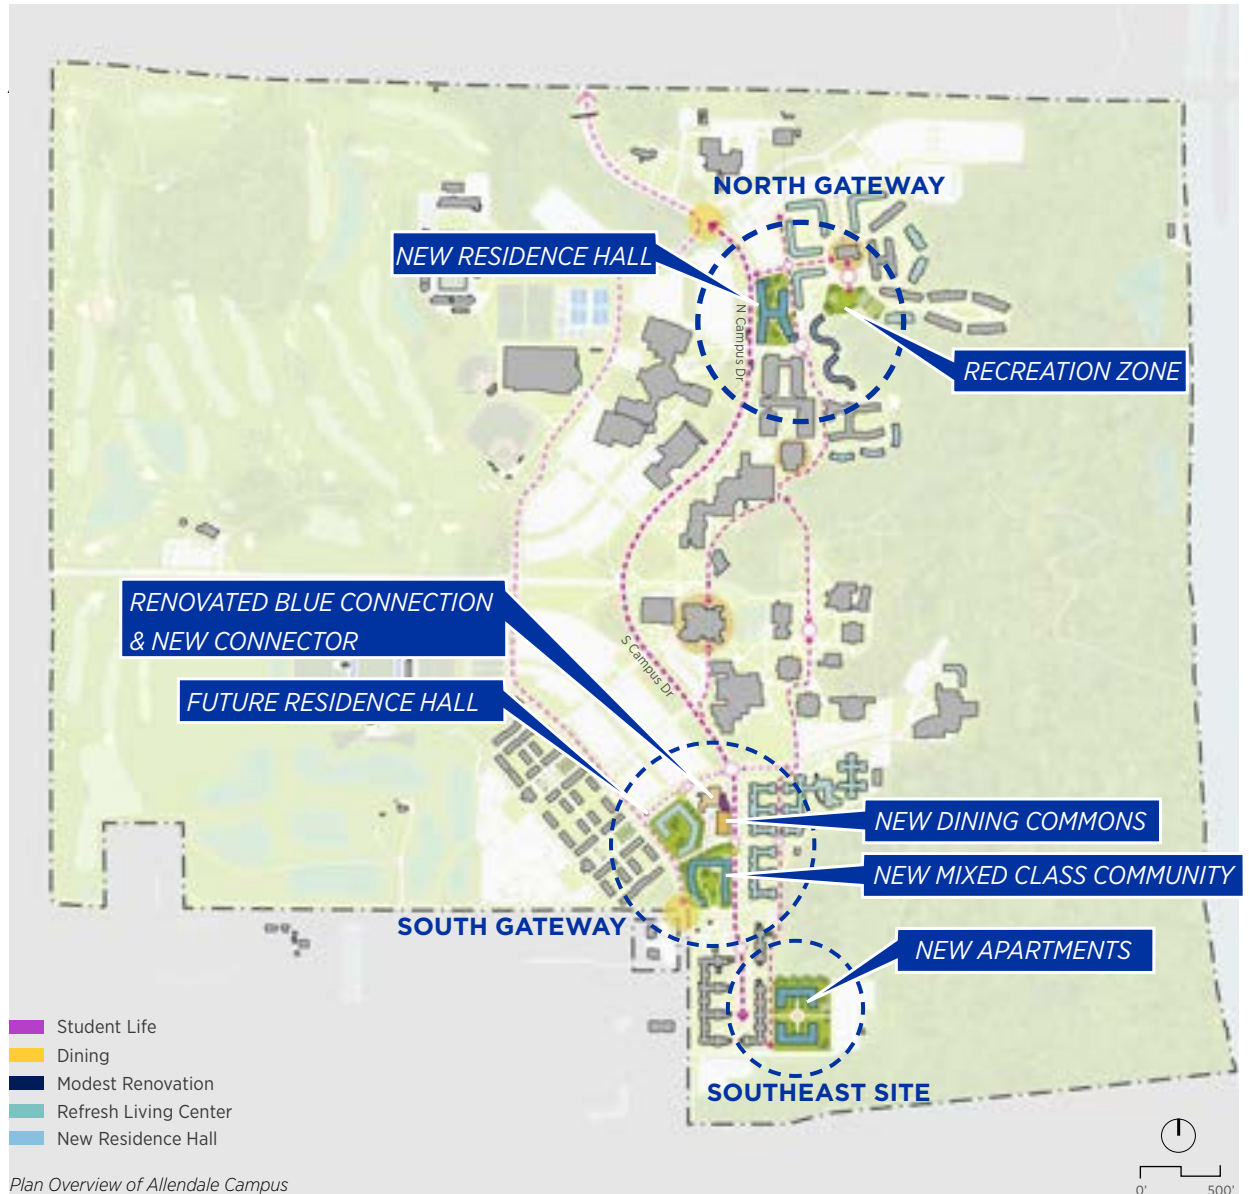 NORTH GATEWAY
NEW RESIDENCE HALL
N Campus Dr
RECREATION ZONE
RENOVATED BLUE CONNECTION
& NEW CONNECTOR
S Campus Dr
FUTURE RESIDENCE HALL
NEW DINING COMMONS
NEW MIXED CLASS COMMUNITY
SOUTH GATEWAY
NEW APARTMENTS
SOUTHEAST SITE
Student Life
Dining
Modest Renovation
Refresh Living Center
New Residence Hall
Plan Overview of Allendale Campus
0' 500'